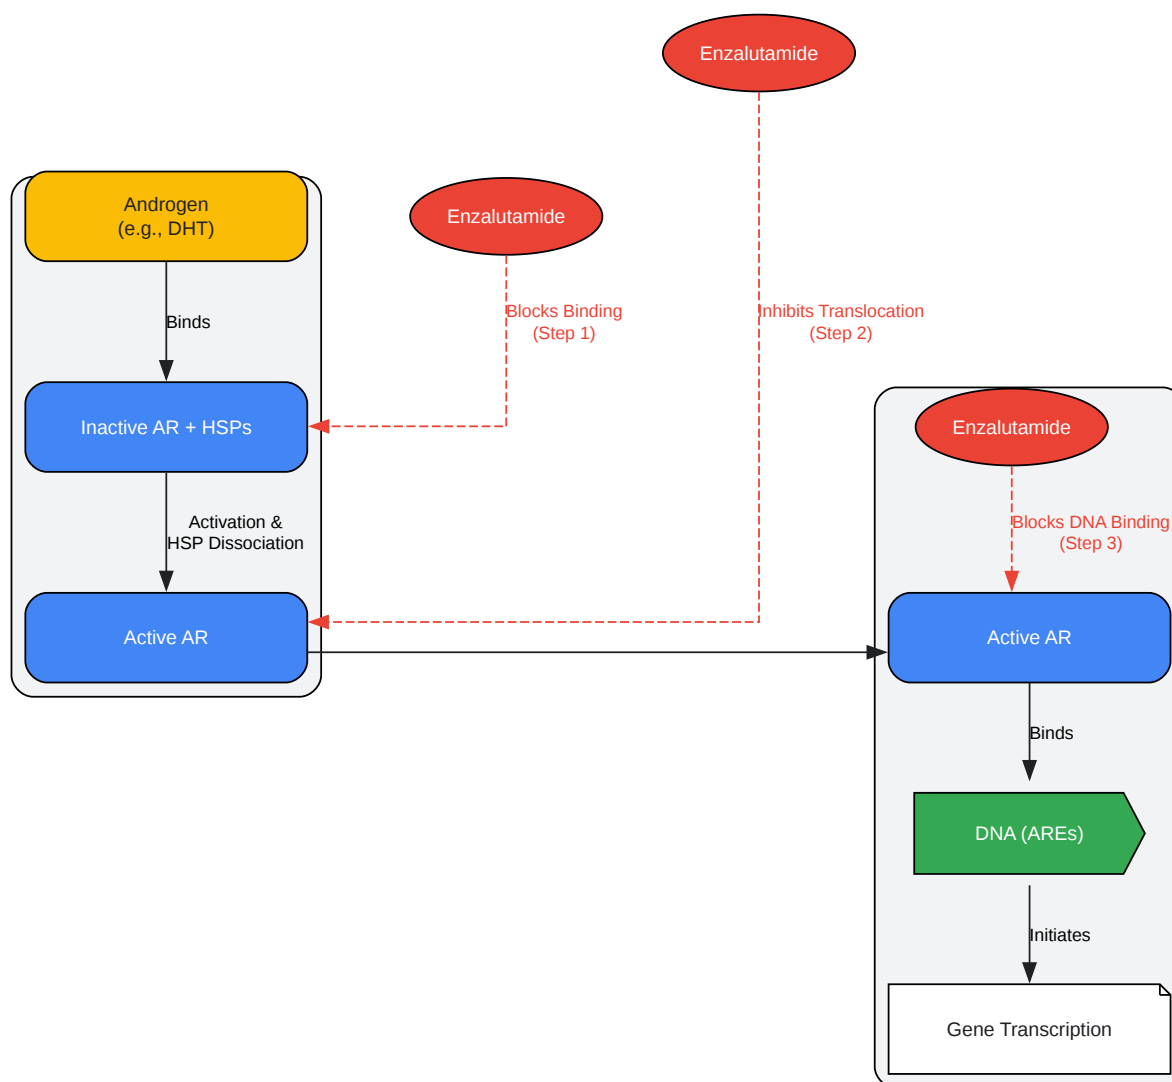 Enzalutamide
Androgen
(e.g., DHT)
Enzalutamide
Binds
Blocks Binding
(Step 1)
Inhibits Translocation
(Step 2)
Inactive AR + HSPs
Enzalutamide
Activation &
HSP Dissociation
Blocks DNA Binding
(Step 3)
Active AR
Active AR
Binds
DNA (AREs)
Initiates
Gene Transcription